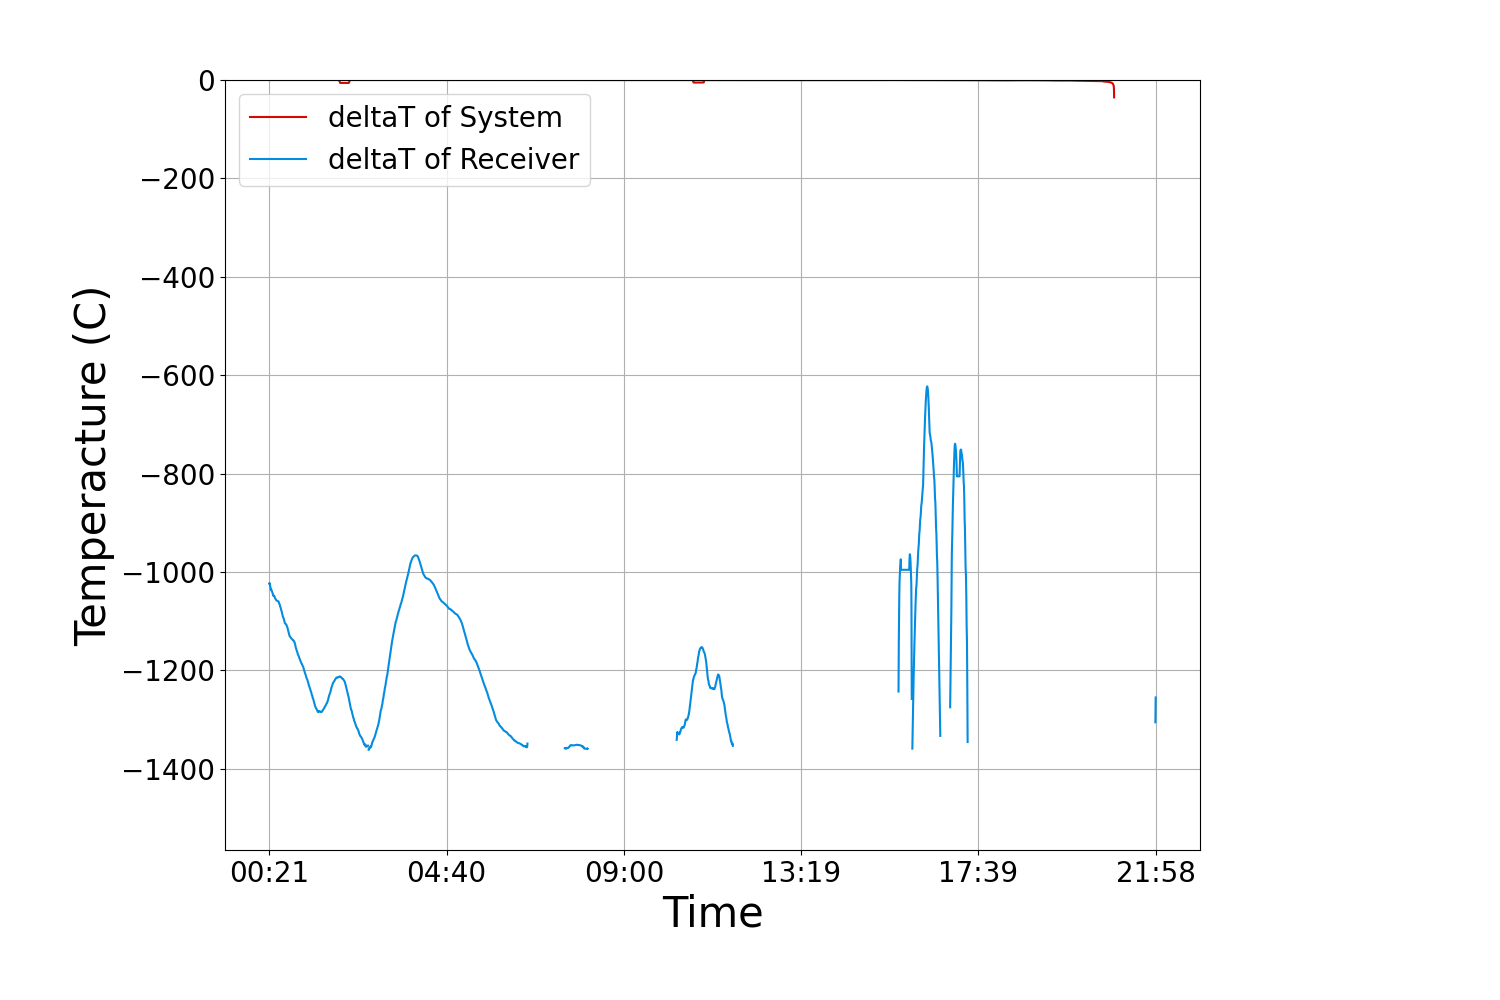 0
−200
−400
−600
−800
−1000
−1200
−1400
Temperacture (C)
deltaT of System
deltaT of Receiver
00:21 04:40 09:00 13:19 17:39 21:58
Time